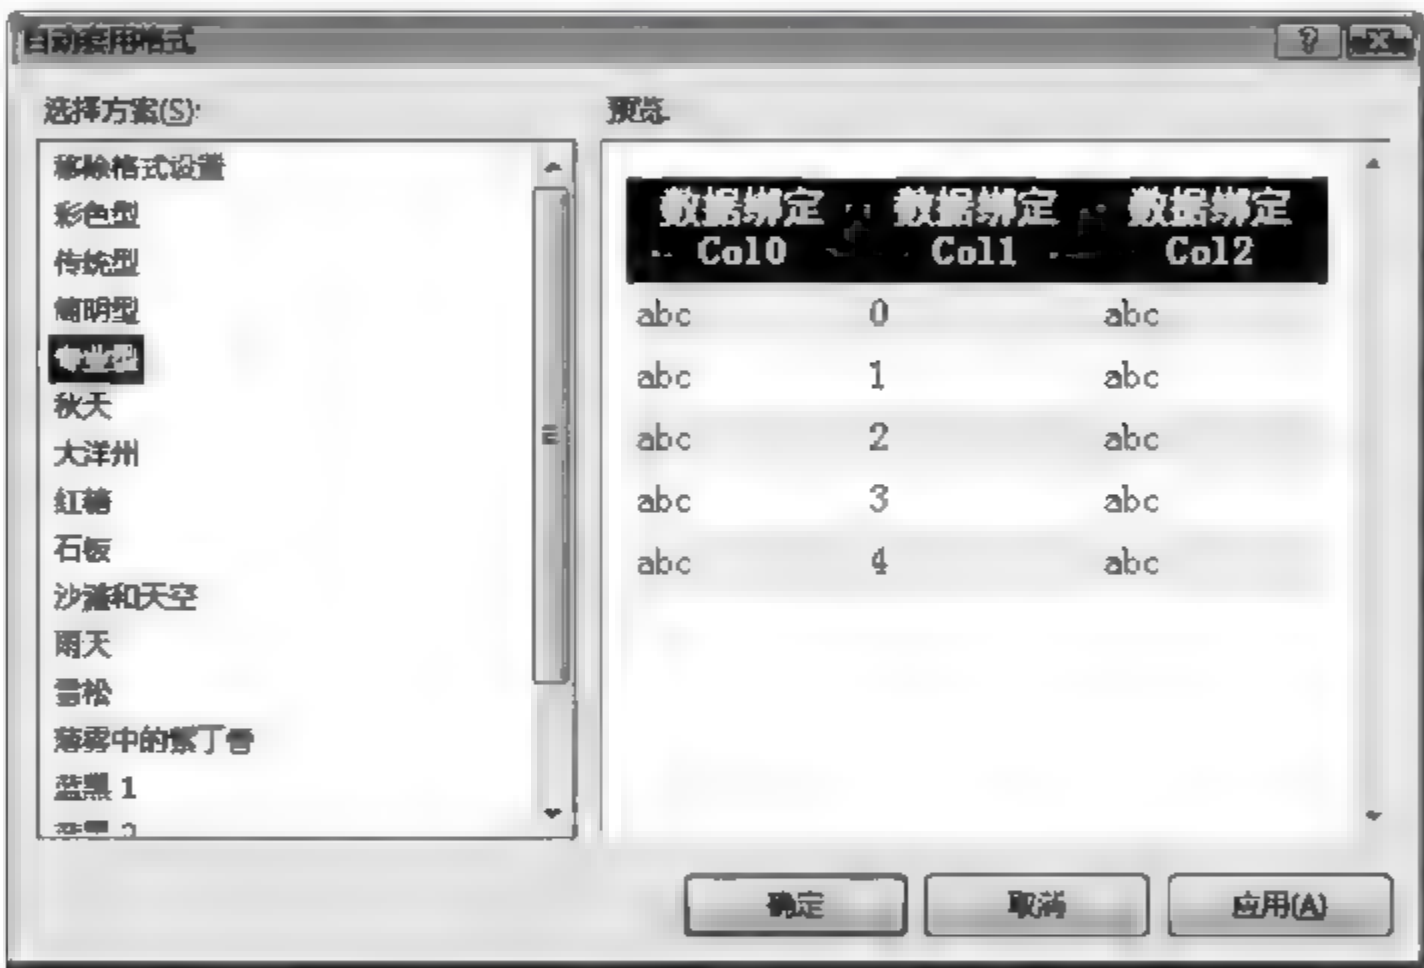 自动套用格式
选择方案(S):
移除格式设置
彩色型
传统型
简明型
专业型
秋天
大洋州
红糖
石板
沙滩和天空
雨天
雪松
薄雾中的紫丁香
蓝黑 1
蓝黑 2
预览
数据绑定 数据绑定 数据绑定
Col0 Col1 Col2
abc 0 abc
abc 1 abc
abc 2 abc
abc 3 abc
abc 4 abc
确定 取消 应用(A)